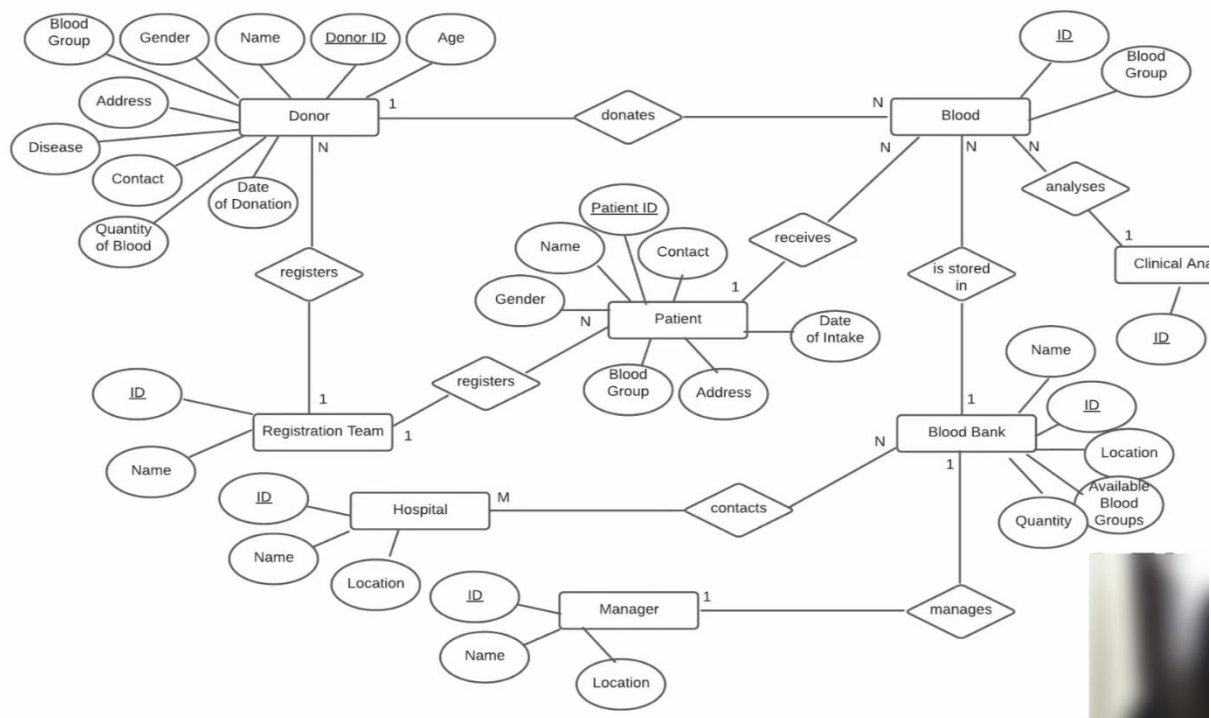 Blood
Group
Gender
Name
Donor ID
Age
ID
Blood
Group
Address
Donor
1
donates
N
Blood
Disease
N
N
N
N
Contact
Date
of Donation
analyses
Quantity
of Blood
Patient ID
receives
1
Name
Contact
Clinical Ana
registers
is stored
in
Gender
1
N
Patient
Date
of Intake
ID
Name
registers
Blood
Group
Address
ID
1
1
ID
Registration Team
1
Blood Bank
N
1
Location
Name
ID
Available
Blood
Groups
M
Hospital
contacts
Quantity
Name
Location
ID
Manager
1
manages
Name
Location